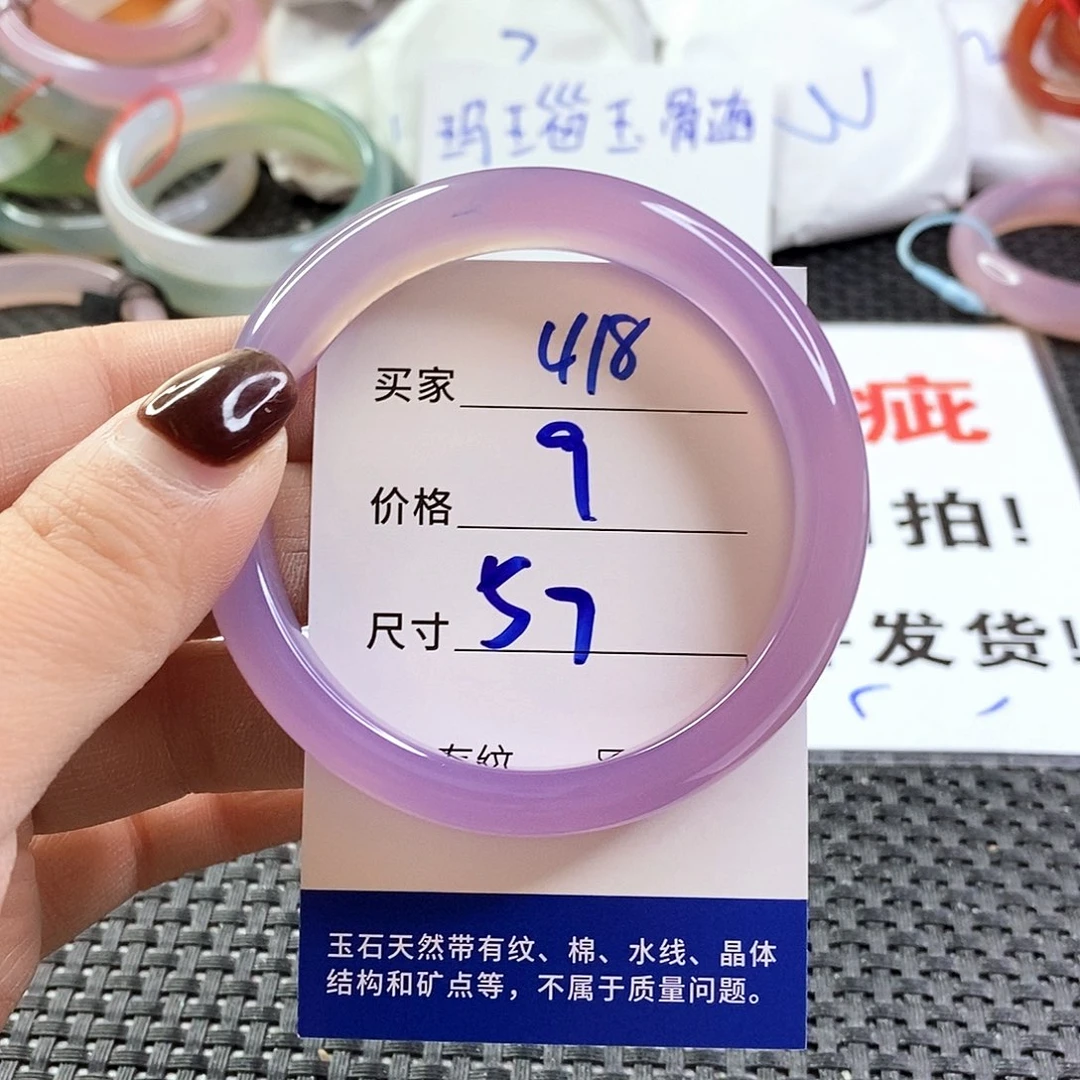 玛瑙玉骨髓
买家 418
价格 9
尺寸 57
疵
拍!
发货!
玉石天然带有纹、棉、水线、晶体
结构和矿点等，不属于质量问题。